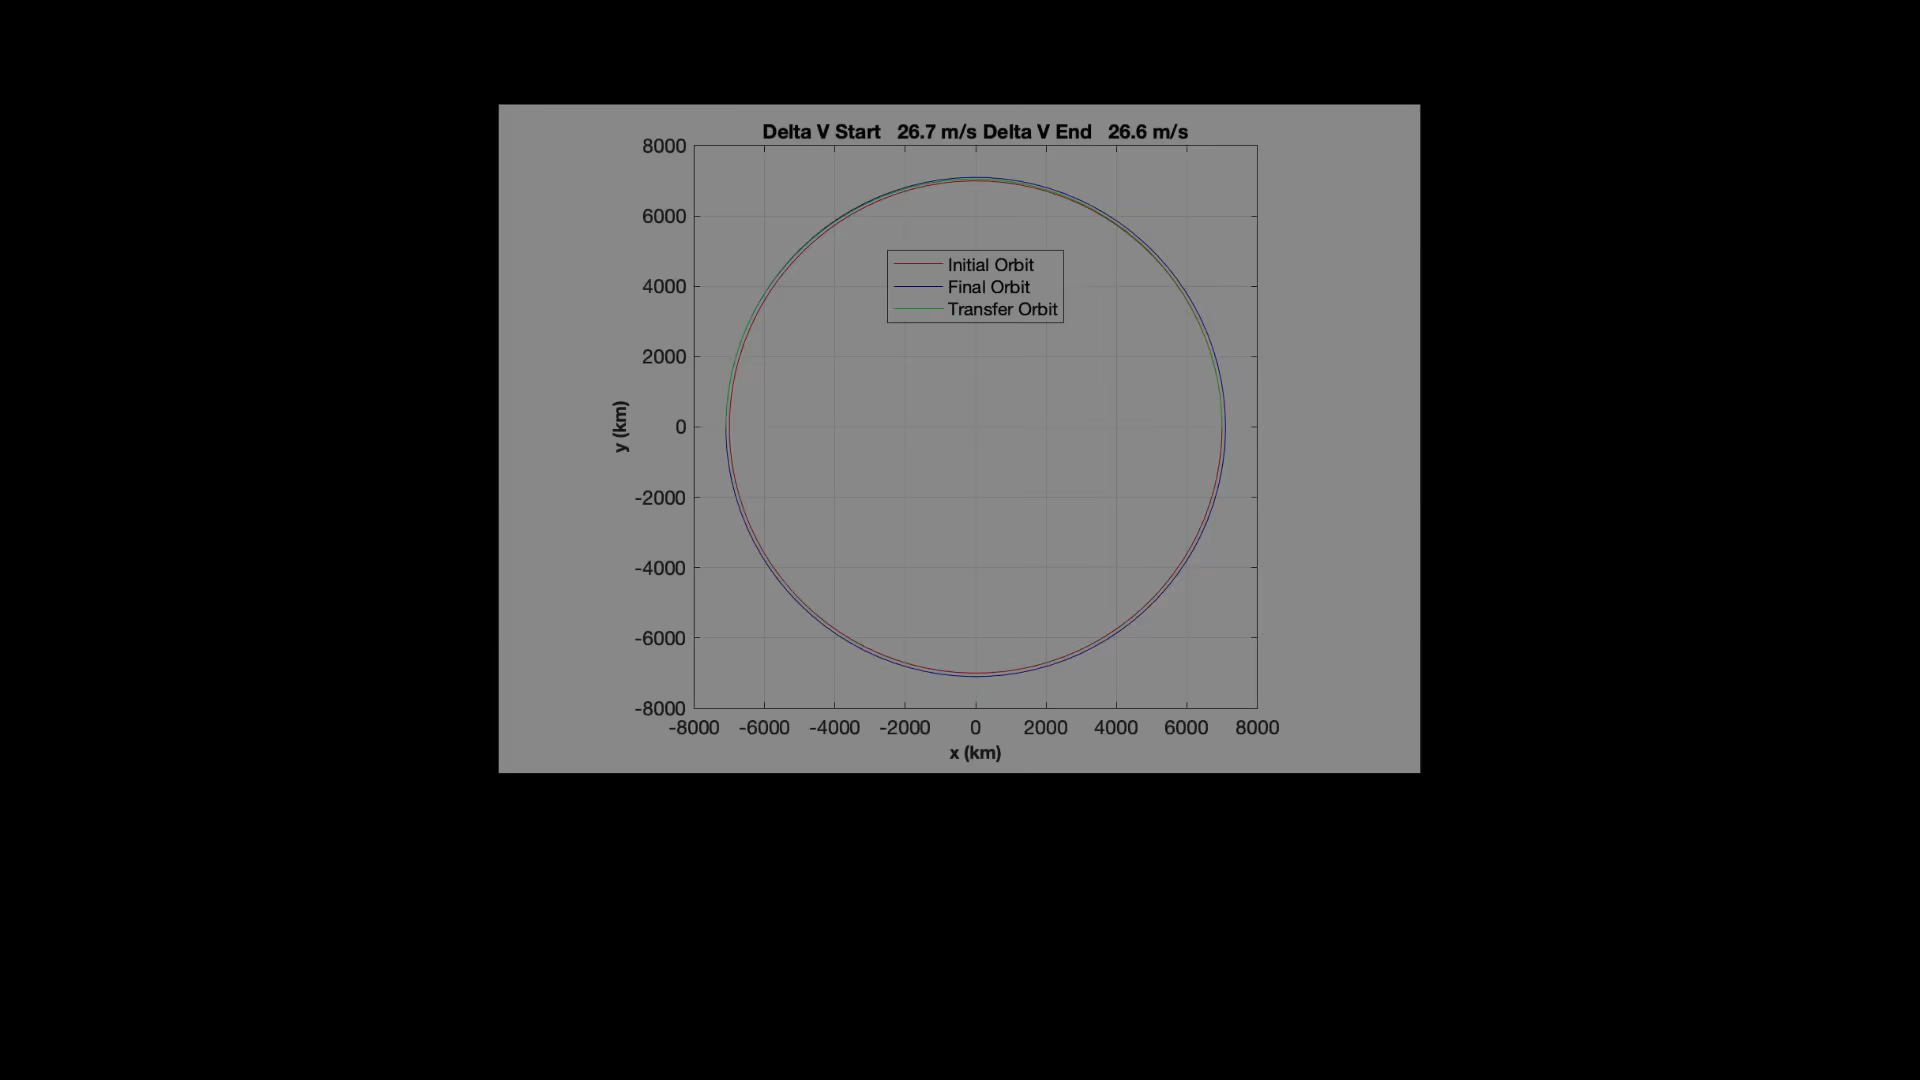 Delta V Start 26.7 m/s Delta V End 26.6 m/s
8000
6000
4000
2000
0
-2000
-4000
-6000
-8000
y (km)
Initial Orbit
Final Orbit
Transfer Orbit
-8000 -6000 -4000 -2000 0 2000 4000 6000 8000
x (km)